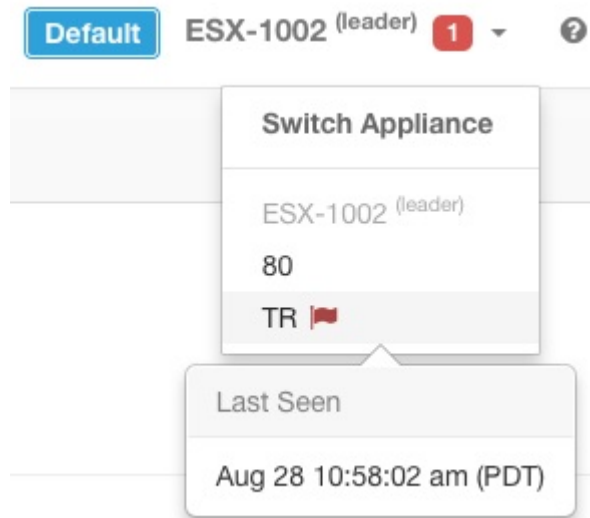 Default ESX-1002 (leader) 1
Switch Appliance
ESX-1002 (leader)
80
TR
Last Seen
Aug 28 10:58:02 am (PDT)